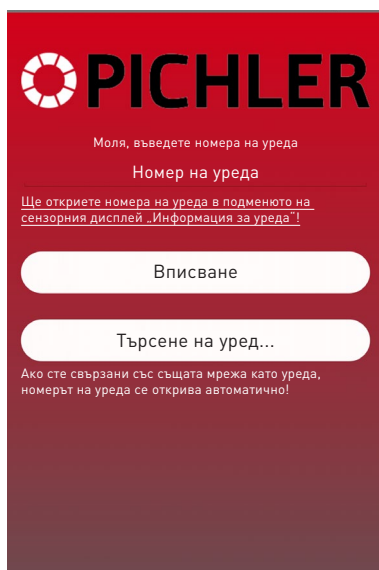 PICHLER
Моля, въведете номера на уреда
Номер на уреда
Ще откриете номера на уреда в подменюто на
сензорния дисплей „Информация за уреда“!
Вписване
Търсене на уред...
Ако сте свързани със същата мрежа като уреда,
номерът на уреда се открива автоматично!